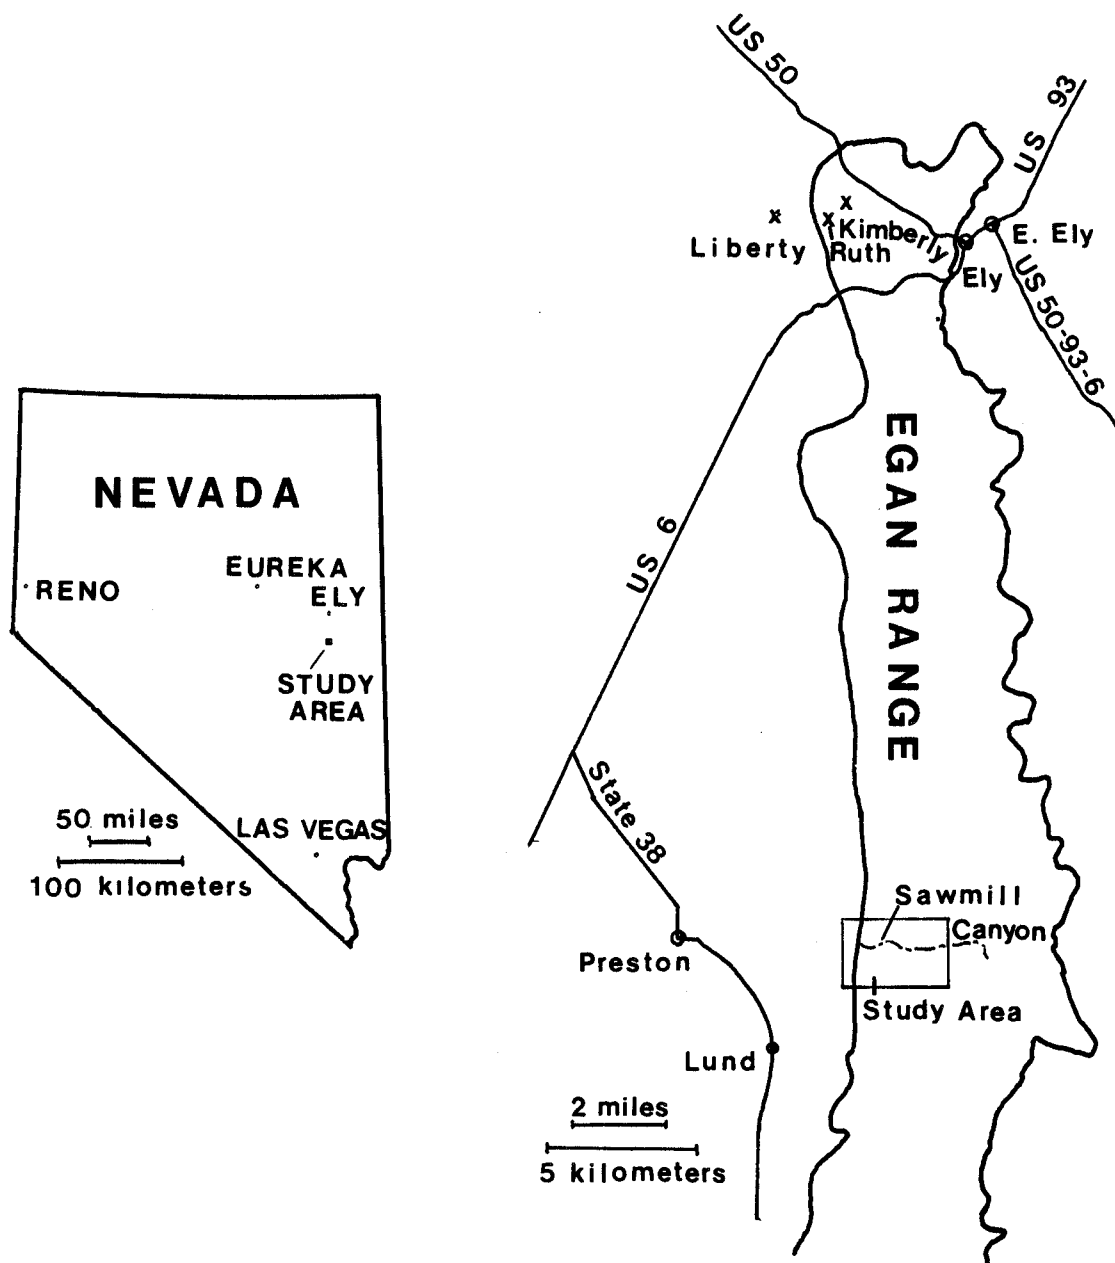 NEVADA
EUREKA
ELY
RENO
STUDY
AREA
LAS VEGAS
50 miles
100 kilometers
US 50
US 93
x
x
x
Kimberly
Liberty
Ruth
E. Ely
Ely
US 50-93-6
EGAN RANGE
US 6
State 38
Sawmill
Canyon
Preston
Study Area
Lund
2 miles
5 kilometers